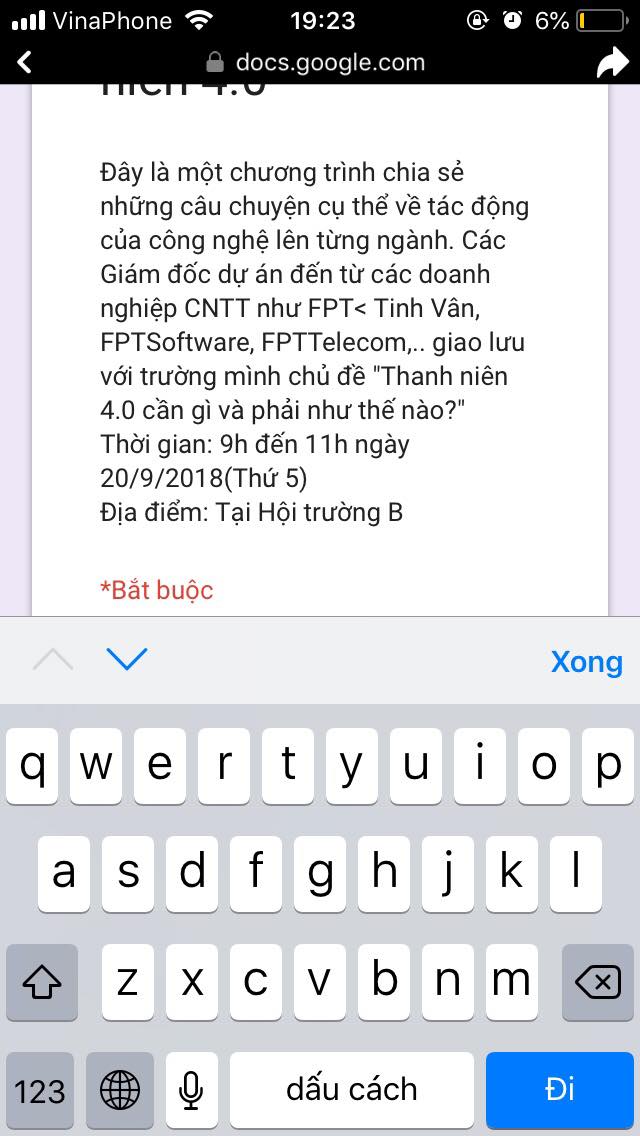 VinaPhone 19:23 6%
docs.google.com
Đây là một chương trình chia sẻ
những câu chuyện cụ thể về tác động
của công nghệ lên từng ngành. Các
Giám đốc dự án đến từ các doanh
nghiệp CNTT như FPT< Tinh Vân,
FPTSoftware, FPTTelecom,.. giao lưu
với trường mình chủ đề "Thanh niên
4.0 cần gì và phải như thế nào?"
Thời gian: 9h đến 11h ngày
20/9/2018(Thứ 5)
Địa điểm: Tại Hội trường B
*Bắt buộc
Xong
q w e r t y u i o p
a s d f g h j k l
z x c v b n m
123 dấu cách Đi